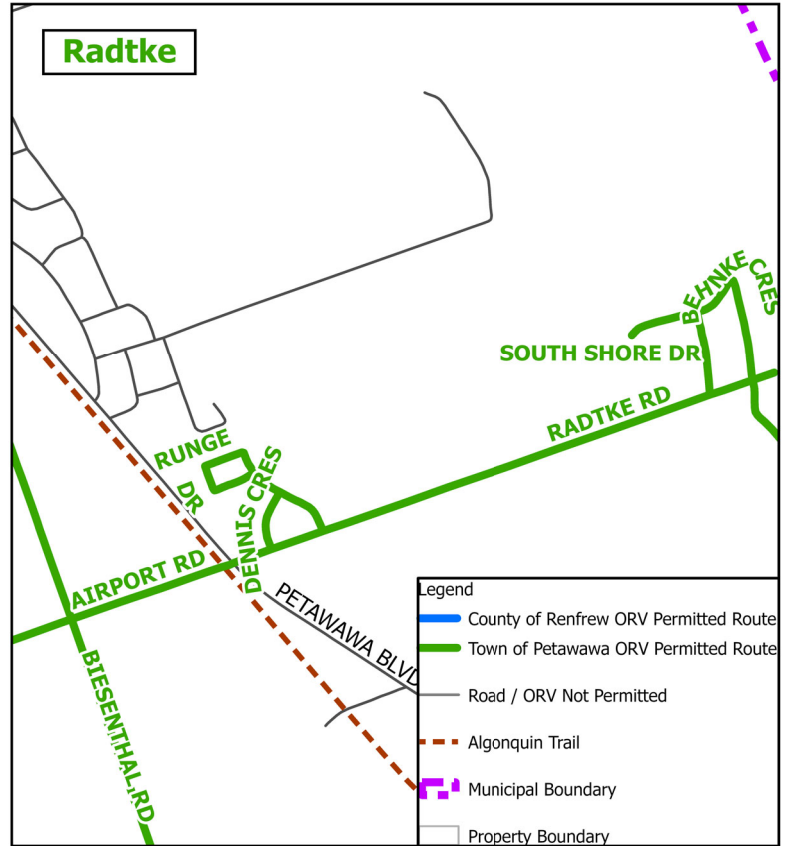 Radtke
BEHNKE CRES
SOUTH SHORE DR
RADTKE RD
RUNGE DR
DENNIS CRES
AIRPORT RD
PETAWAWA BLVD
BIESENTHAL RD
Legend
County of Renfrew ORV Permitted Route
Town of Petawawa ORV Permitted Route
Road / ORV Not Permitted
Algonquin Trail
Municipal Boundary
Property Boundary